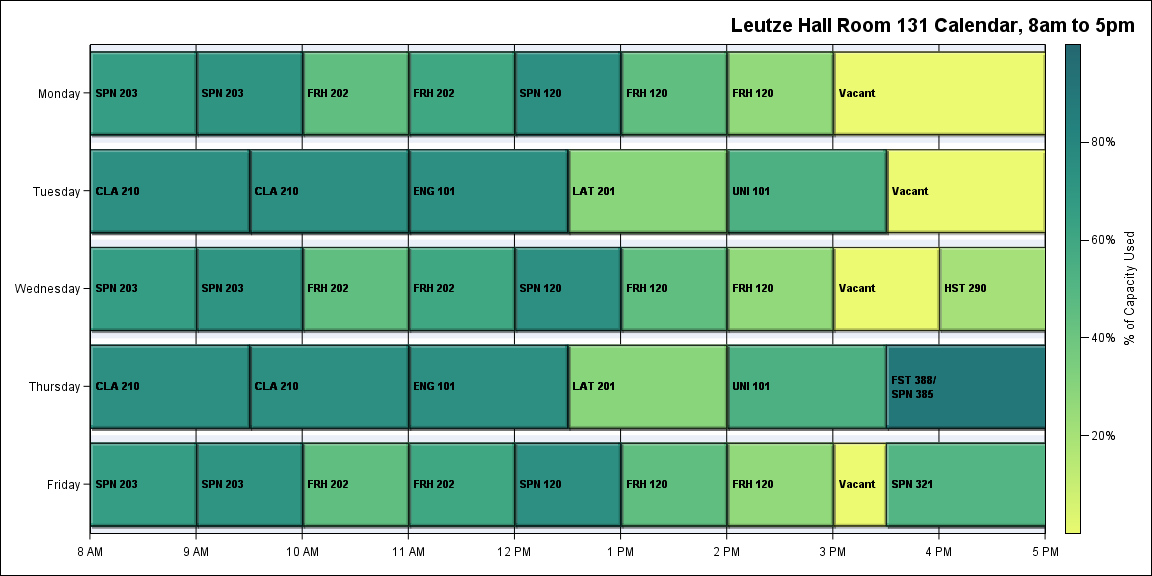 Leutze Hall Room 131 Calendar, 8am to 5pm
Monday
SPN 203
SPN 203
FRH 202
FRH 202
SPN 120
FRH 120
FRH 120
Vacant
Tuesday
CLA 210
CLA 210
ENG 101
LAT 201
UNI 101
Vacant
Wednesday
SPN 203
SPN 203
FRH 202
FRH 202
SPN 120
FRH 120
FRH 120
Vacant
HST 290
Thursday
CLA 210
CLA 210
ENG 101
LAT 201
UNI 101
FST 388/
SPN 385
Friday
SPN 203
SPN 203
FRH 202
FRH 202
SPN 120
FRH 120
FRH 120
Vacant
SPN 321
8 AM
9 AM
10 AM
11 AM
12 PM
1 PM
2 PM
3 PM
4 PM
5 PM
80%
60%
40%
20%
% of Capacity Used